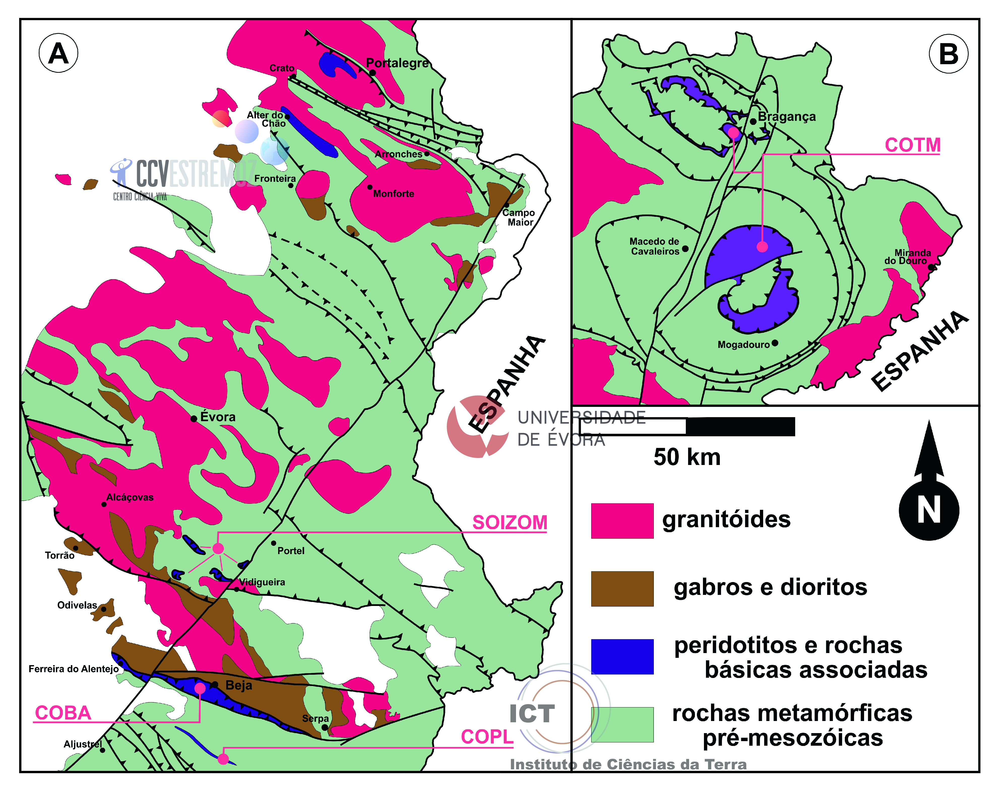 A
Crato
Portalegre
Alter do
Chão
Arronches
CCVESTREMOZ
CENTRO CIÊNCIA VIVA
Fronteira
Monforte
Campo
Maior
ESPANHA
Évora
UNIVERSIDADE
DE ÉVORA
Alcáçovas
SOIZOM
Torrão
Portel
Vidigueira
Odivelas
Ferreira do Alentejo
Beja
COBA
Serpa
COPL
Aljustrel
ICT
Instituto de Ciências da Terra
B
Bragança
COTM
Macedo de
Cavaleiros
Miranda
do Douro
Mogadouro
ESPANHA
50 km
N
granitóides
gabros e dioritos
peridotitos e rochas
básicas associadas
rochas metamórficas
pré-mesozóicas